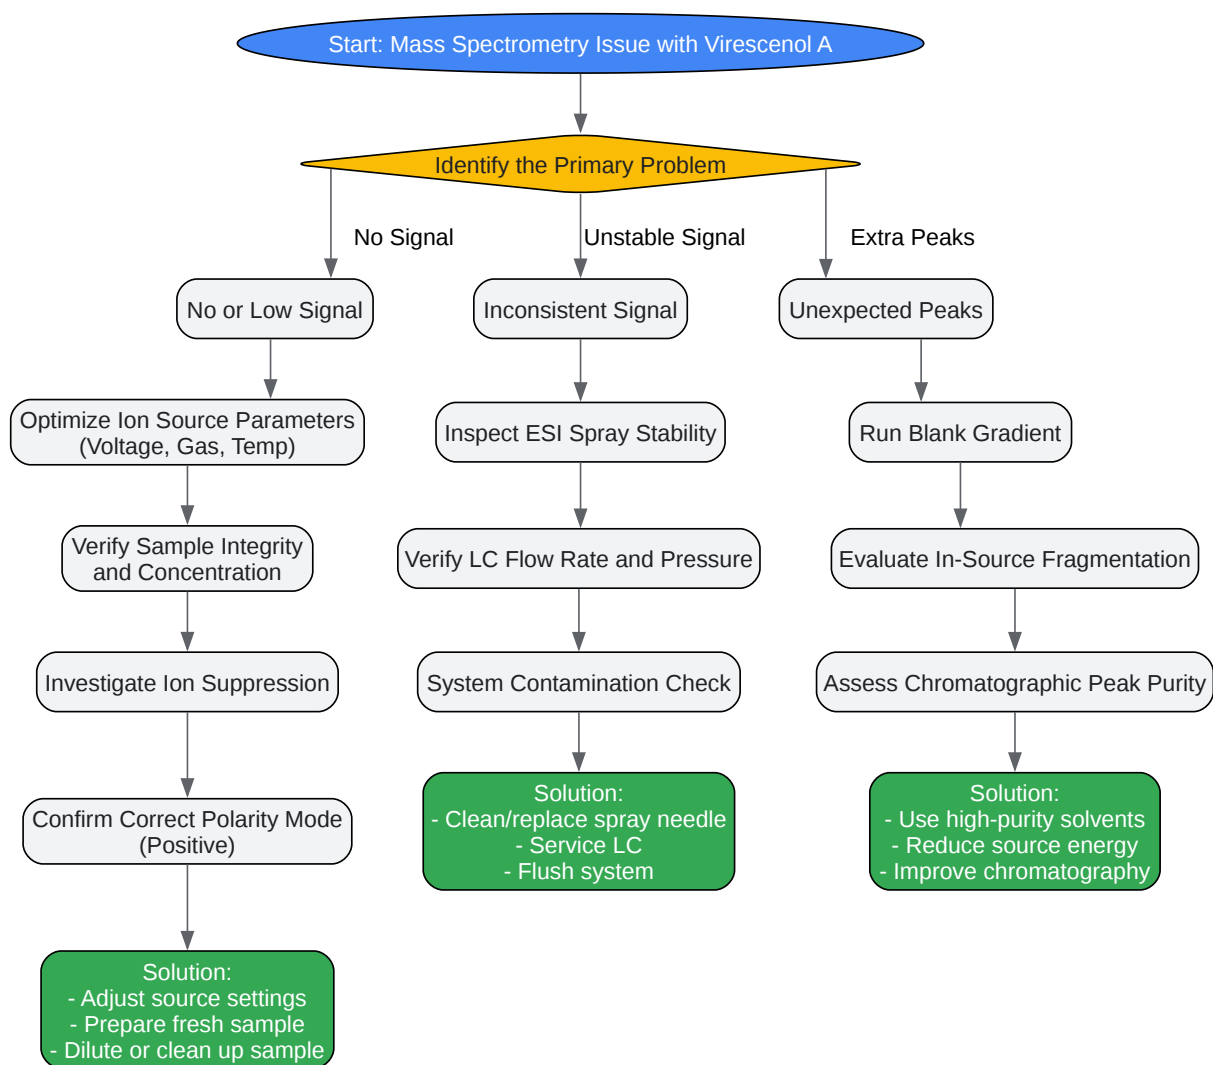 Start: Mass Spectrometry Issue with Virescenol A
Identify the Primary Problem
No Signal
Unstable Signal
Extra Peaks
No or Low Signal
Inconsistent Signal
Unexpected Peaks
Optimize Ion Source Parameters
(Voltage, Gas, Temp)
Inspect ESI Spray Stability
Run Blank Gradient
Verify Sample Integrity
and Concentration
Verify LC Flow Rate and Pressure
Evaluate In-Source Fragmentation
Investigate Ion Suppression
System Contamination Check
Assess Chromatographic Peak Purity
Confirm Correct Polarity Mode
(Positive)
Solution:
- Clean/replace spray needle
- Service LC
- Flush system
Solution:
- Use high-purity solvents
- Reduce source energy
- Improve chromatography
Solution:
- Adjust source settings
- Prepare fresh sample
- Dilute or clean up sample